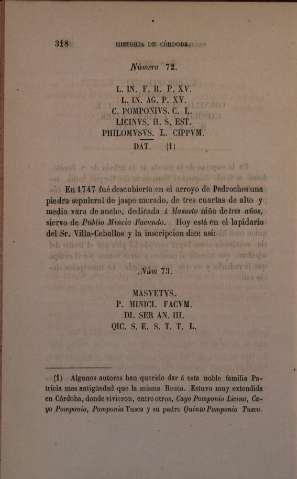 318 HISTORIA DE CÓRDOBA.
Número 72.
L. IN. F. R. P. XV.
L. IN. AG. P. XV.
C. POMPONIVS. C. L.
LICINVS. H. S. EST.
PHILOMVSVS. L. CIPPVM.
DAT. (1)
En 1747 fué descubierta en el arroyo de Pedroches una
piedra sepulcral de jaspe morado, de tres cuartas de alto y
media vara de ancho, dedicada á Masueto niño de tres años,
siervo de Publio Minicio Facundo. Hoy está en el lapidario
del Sr. Villa-Ceballos y la inscripcion dice asi:
Núm 73.
MASVETVS.
P. MINICI. FACVM.
DI. SER AN. III.
QIC. S. E. S. T. T. L.
(1) Algunos autores han querido dar á esta noble familia Pa-
tricia mas antigüedad que la misma Roma. Estuvo muy extendida
en Córdoba, donde vivieron, entre otros, Cayo Pomponio Licino, Ca-
yo Pomponio, Pomponia Tusca y su padre Quinto Pomponio Tusco.